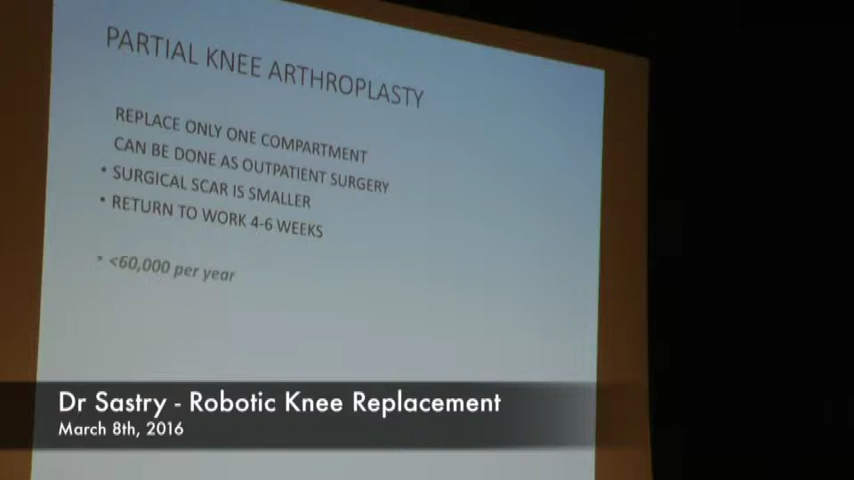 PARTIAL KNEE ARTHROPLASTY
REPLACE ONLY ONE COMPARTMENT
CAN BE DONE AS OUTPATIENT SURGERY
• SURGICAL SCAR IS SMALLER
• RETURN TO WORK 4-6 WEEKS
• <60,000 per year
Dr Sastry - Robotic Knee Replacement
March 8th, 2016